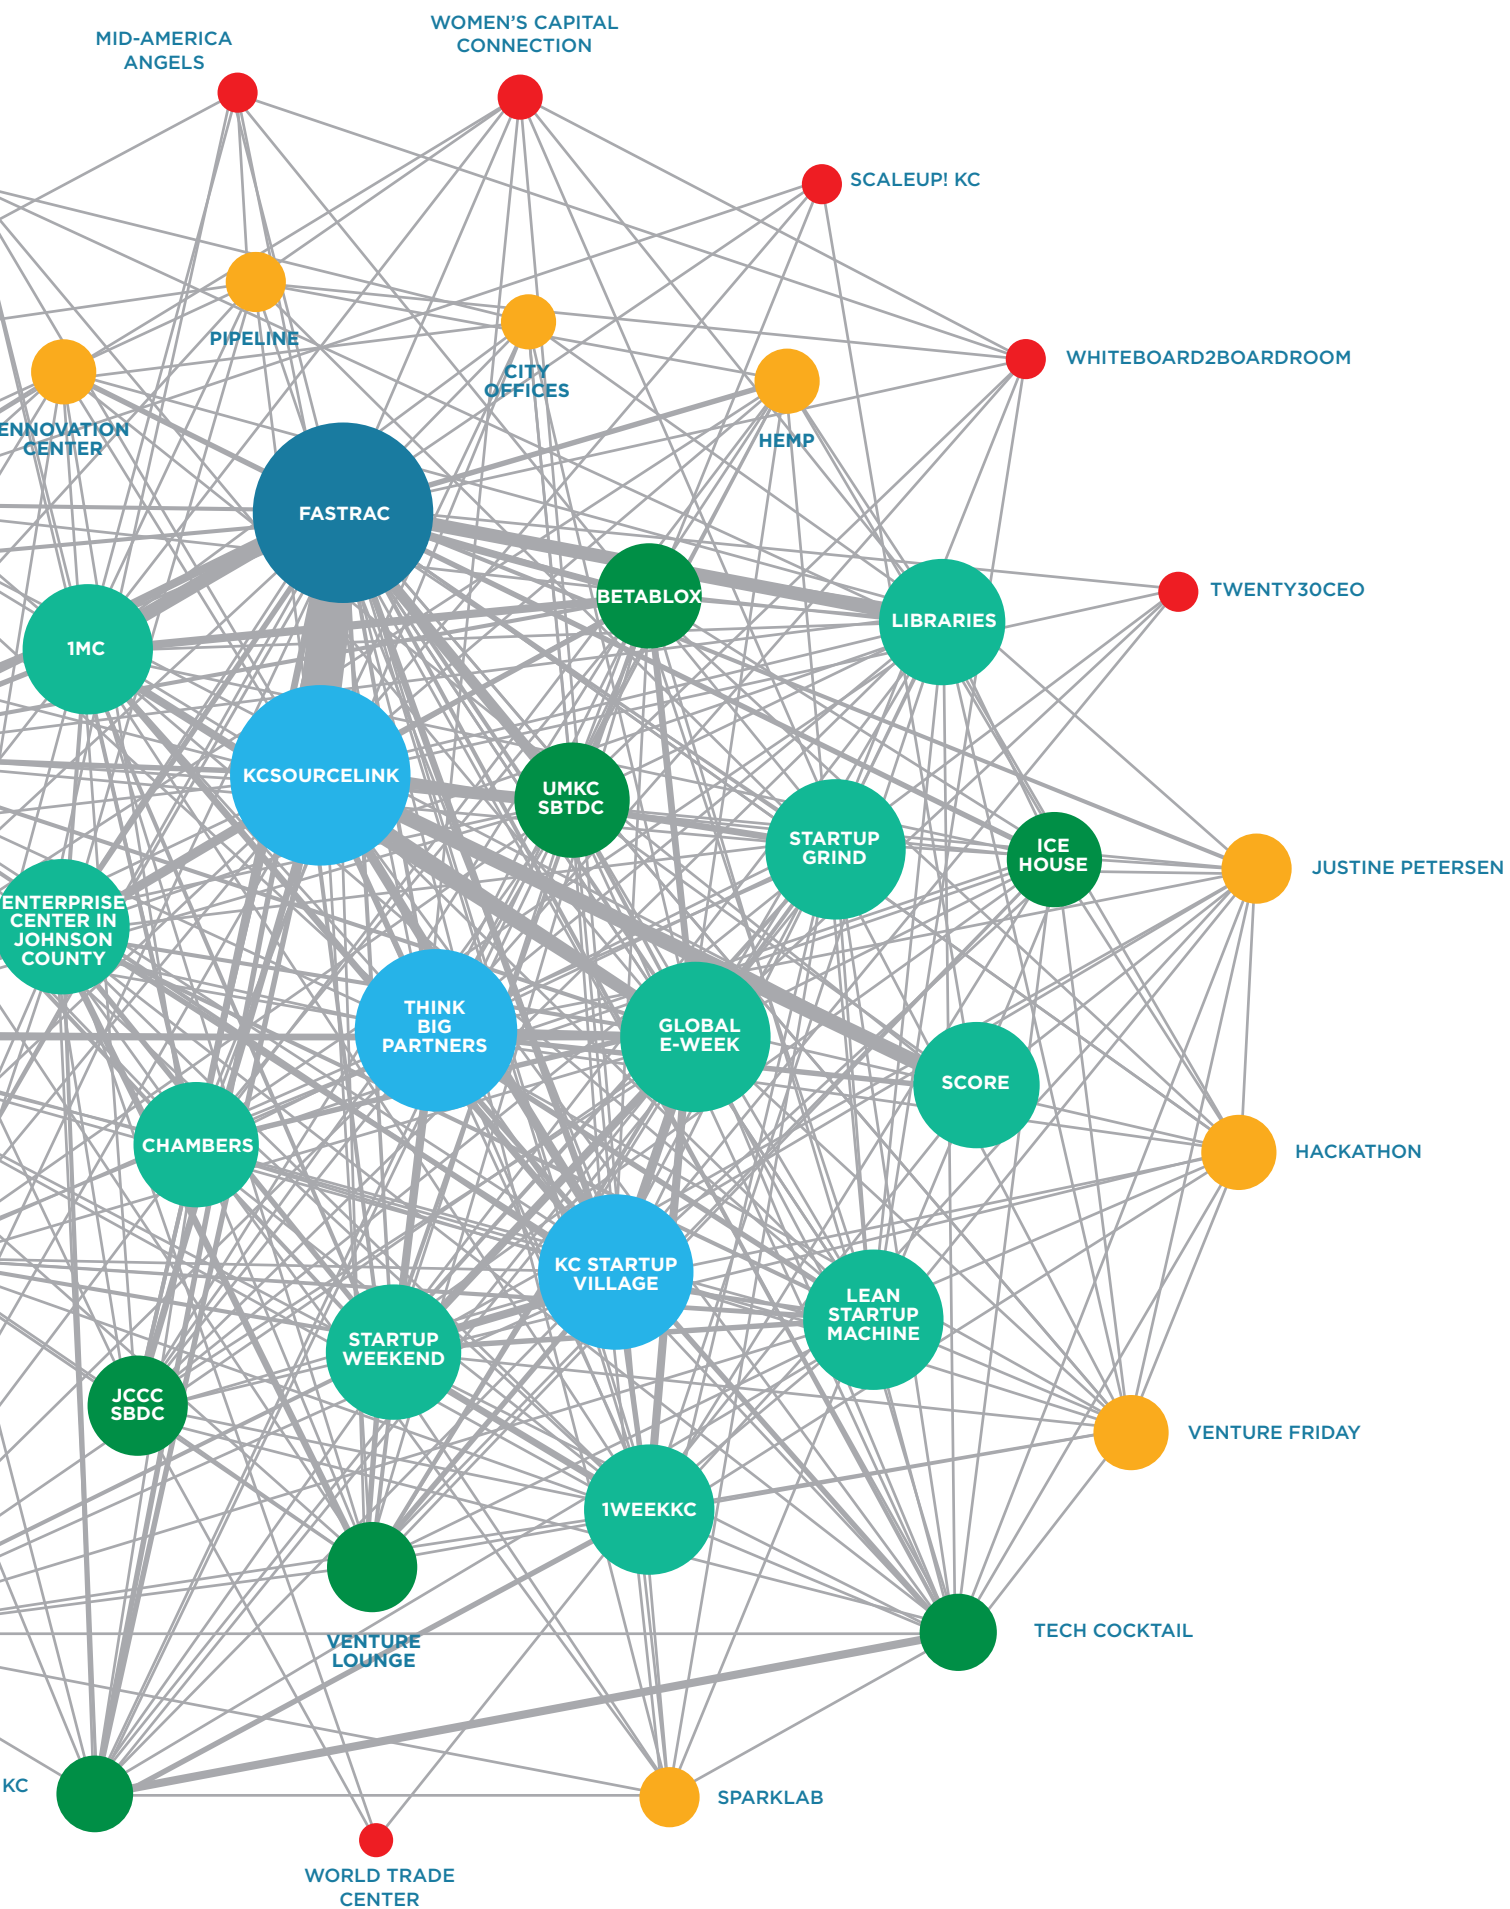 WOMEN'S CAPITAL
CONNECTION
MID-AMERICA
ANGELS
SCALEUP! KC
PIPELINE
WHITEBOARD2BOARDROOM
CITY
OFFICES
ENNOVATION
CENTER
HEMP
FASTRAC
BETABLOX
TWENTY30CEO
LIBRARIES
1MC
KCSOURCELINK
UMKC
SBTDC
STARTUP
GRIND
ICE
HOUSE
JUSTINE PETERSEN
ENTERPRISE
CENTER IN
JOHNSON
COUNTY
THINK
BIG
PARTNERS
GLOBAL
E-WEEK
SCORE
CHAMBERS
HACKATHON
KC STARTUP
VILLAGE
LEAN
STARTUP
MACHINE
STARTUP
WEEKEND
JCCC
SBDC
VENTURE FRIDAY
1WEEKKC
VENTURE
LOUNGE
TECH COCKTAIL
KC
SPARKLAB
WORLD TRADE
CENTER